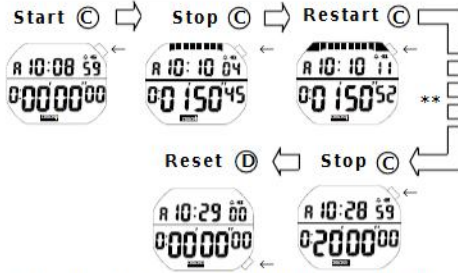 Start Ⓒ Stop Ⓒ Restart Ⓒ
A 10:08 59
0:00'00"00
A 10:10 04
0:01'50"45
A 10:10 11
0:01'50"52
**
Reset Ⓓ Stop Ⓒ
A 10:29 00
0:00'00"00
A 10:28 59
0:20'00"00